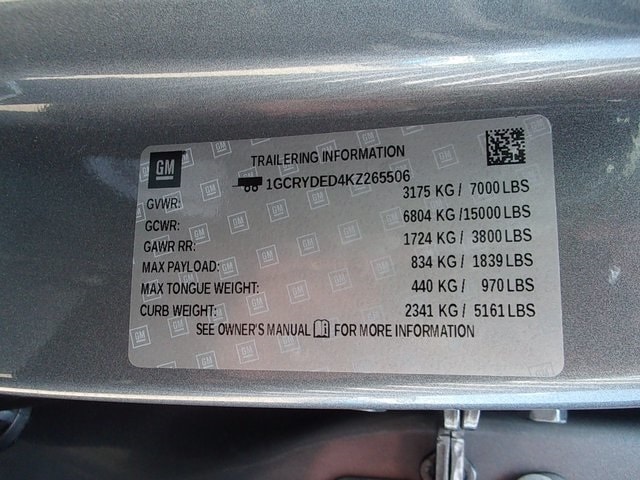 GM
TRAILERING INFORMATION
1GCRYDED4KZ265506
GVWR: 3175 KG / 7000 LBS
GCWR: 6804 KG /15000 LBS
GAWR RR: 1724 KG / 3800 LBS
MAX PAYLOAD: 834 KG / 1839 LBS
MAX TONGUE WEIGHT: 440 KG / 970 LBS
CURB WEIGHT: 2341 KG / 5161 LBS
SEE OWNER'S MANUAL FOR MORE INFORMATION